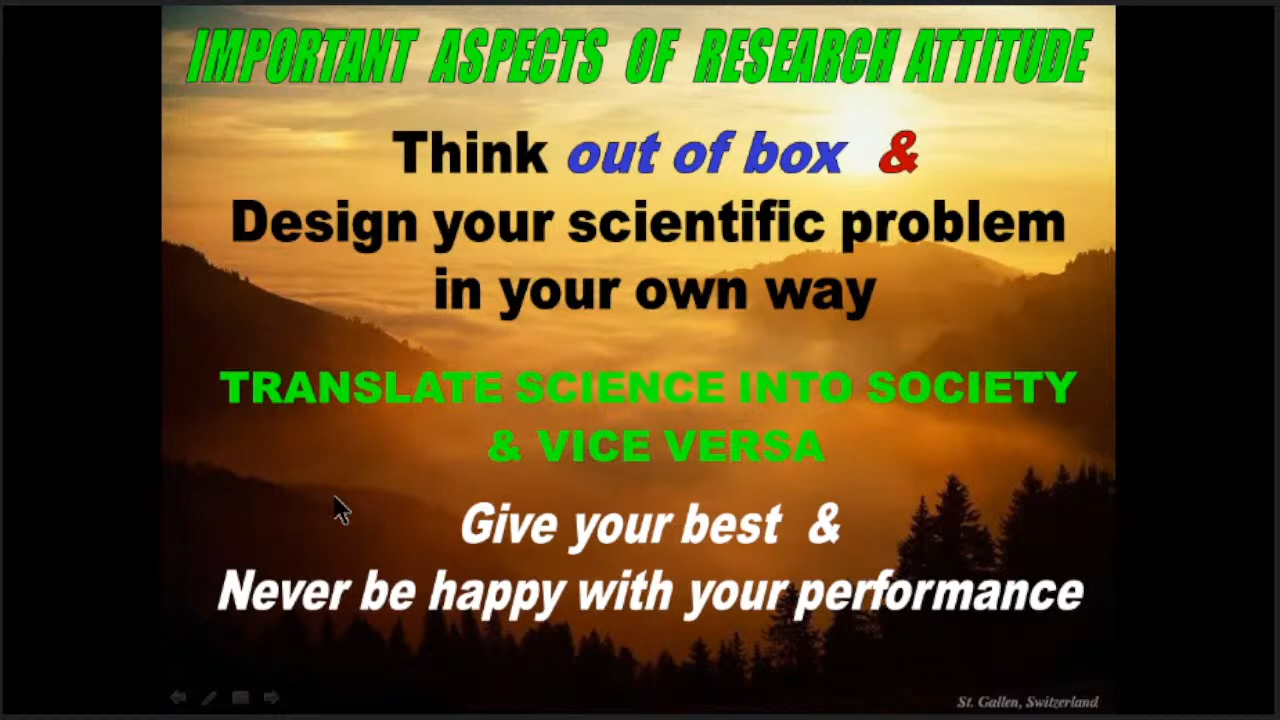 IMPORTANT ASPECTS OF RESEARCH ATTITUDE
Think out of box &
Design your scientific problem
in your own way
TRANSLATE SCIENCE INTO SOCIETY
& VICE VERSA
Give your best &
Never be happy with your performance
St. Gallen, Switzerland